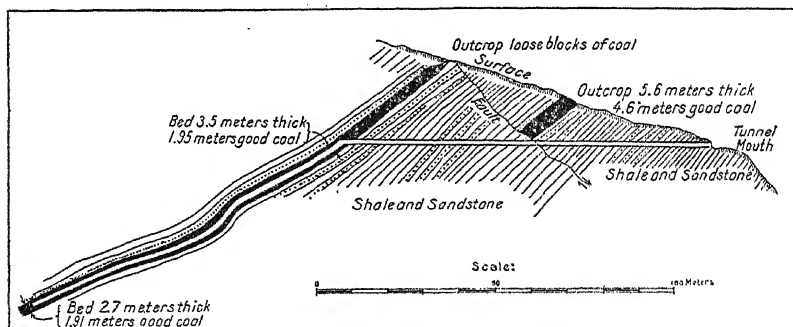 Outcrop loose blocks of coal
Surface
Outcrop 5.6 meters thick
4.6 meters good coal
Fault
Bed 3.5 meters thick
1.95 meters good coal
Tunnel
Mouth
Shale and Sandstone
Shale and Sandstone
Scale:
0 50 100 Meters
Bed 2.7 meters thick
1.91 meters good coal